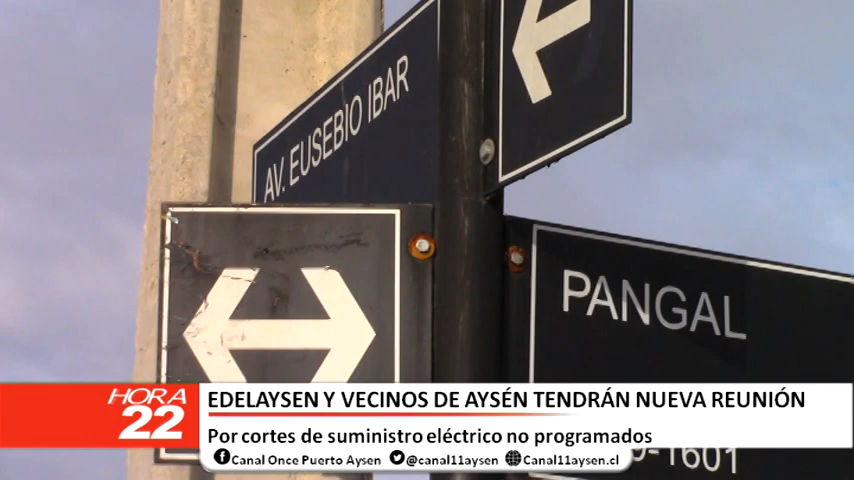 AV. EUSEBIO IBAR
PANGAL
-1601
HORA
22
EDELAYSEN Y VECINOS DE AYSÉN TENDRÁN NUEVA REUNIÓN
Por cortes de suministro eléctrico no programados
Canal Once Puerto Aysen
@canal11aysen
Canal11aysen.cl